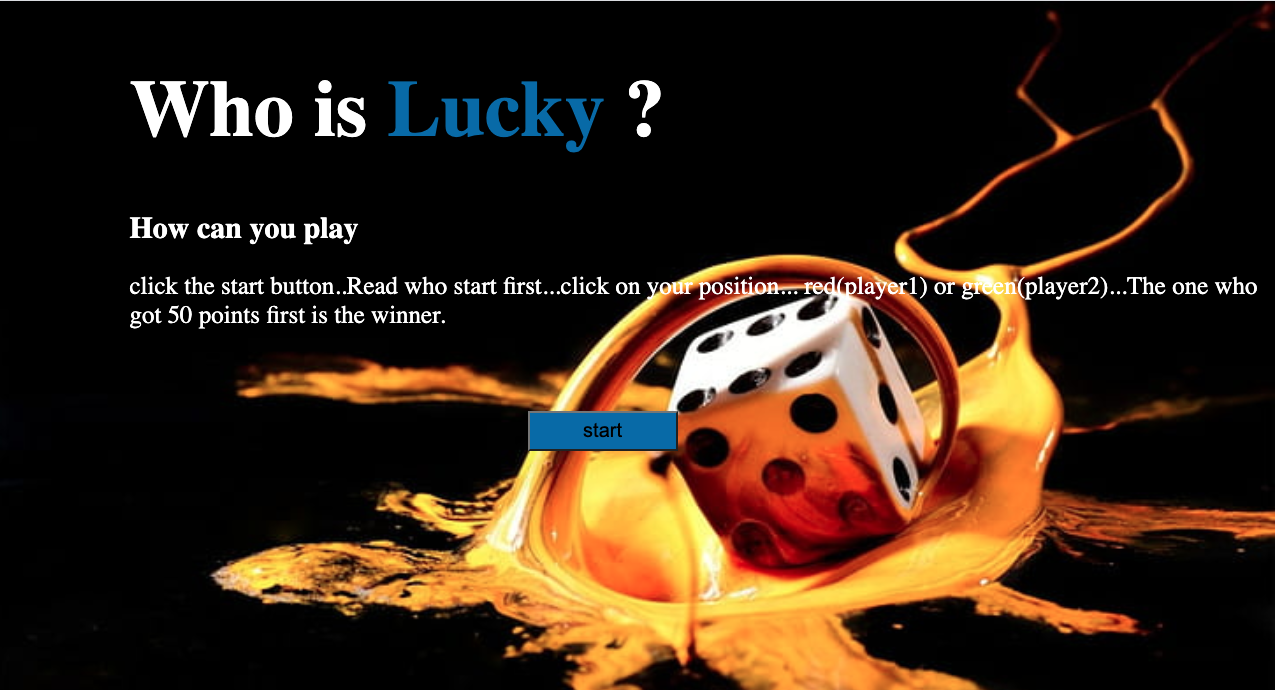 Who is Lucky ?
How can you play
click the start button..Read who start first...click on your position... red(player1) or green(player2)...The one who
got 50 points first is the winner.
start